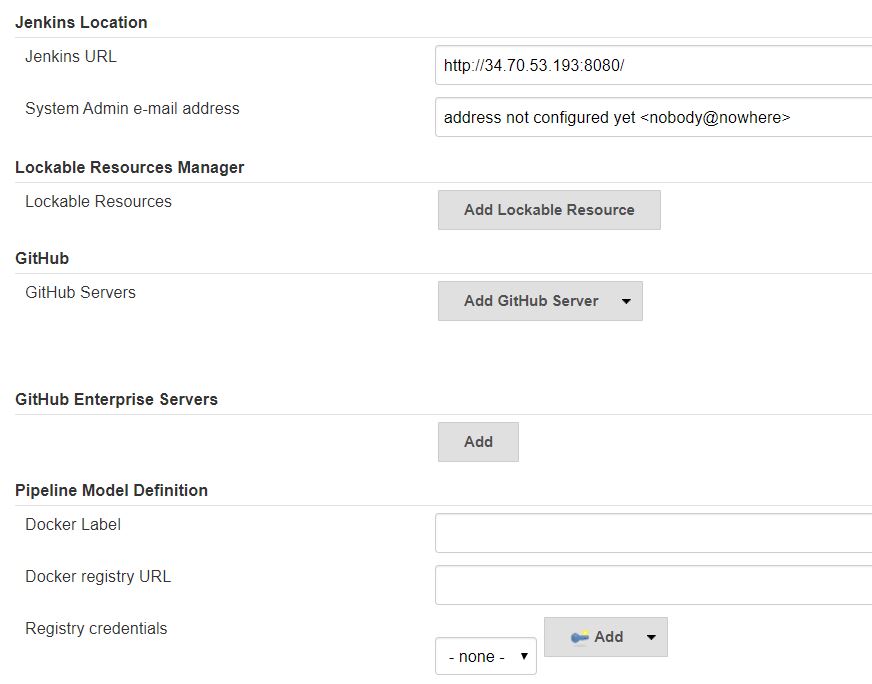 Jenkins Location
Jenkins URL
http://34.70.53.193:8080/
System Admin e-mail address
address not configured yet <nobody@nowhere>
Lockable Resources Manager
Lockable Resources
Add Lockable Resource
GitHub
GitHub Servers
Add GitHub Server
GitHub Enterprise Servers
Add
Pipeline Model Definition
Docker Label
Docker registry URL
Registry credentials
- none -
Add